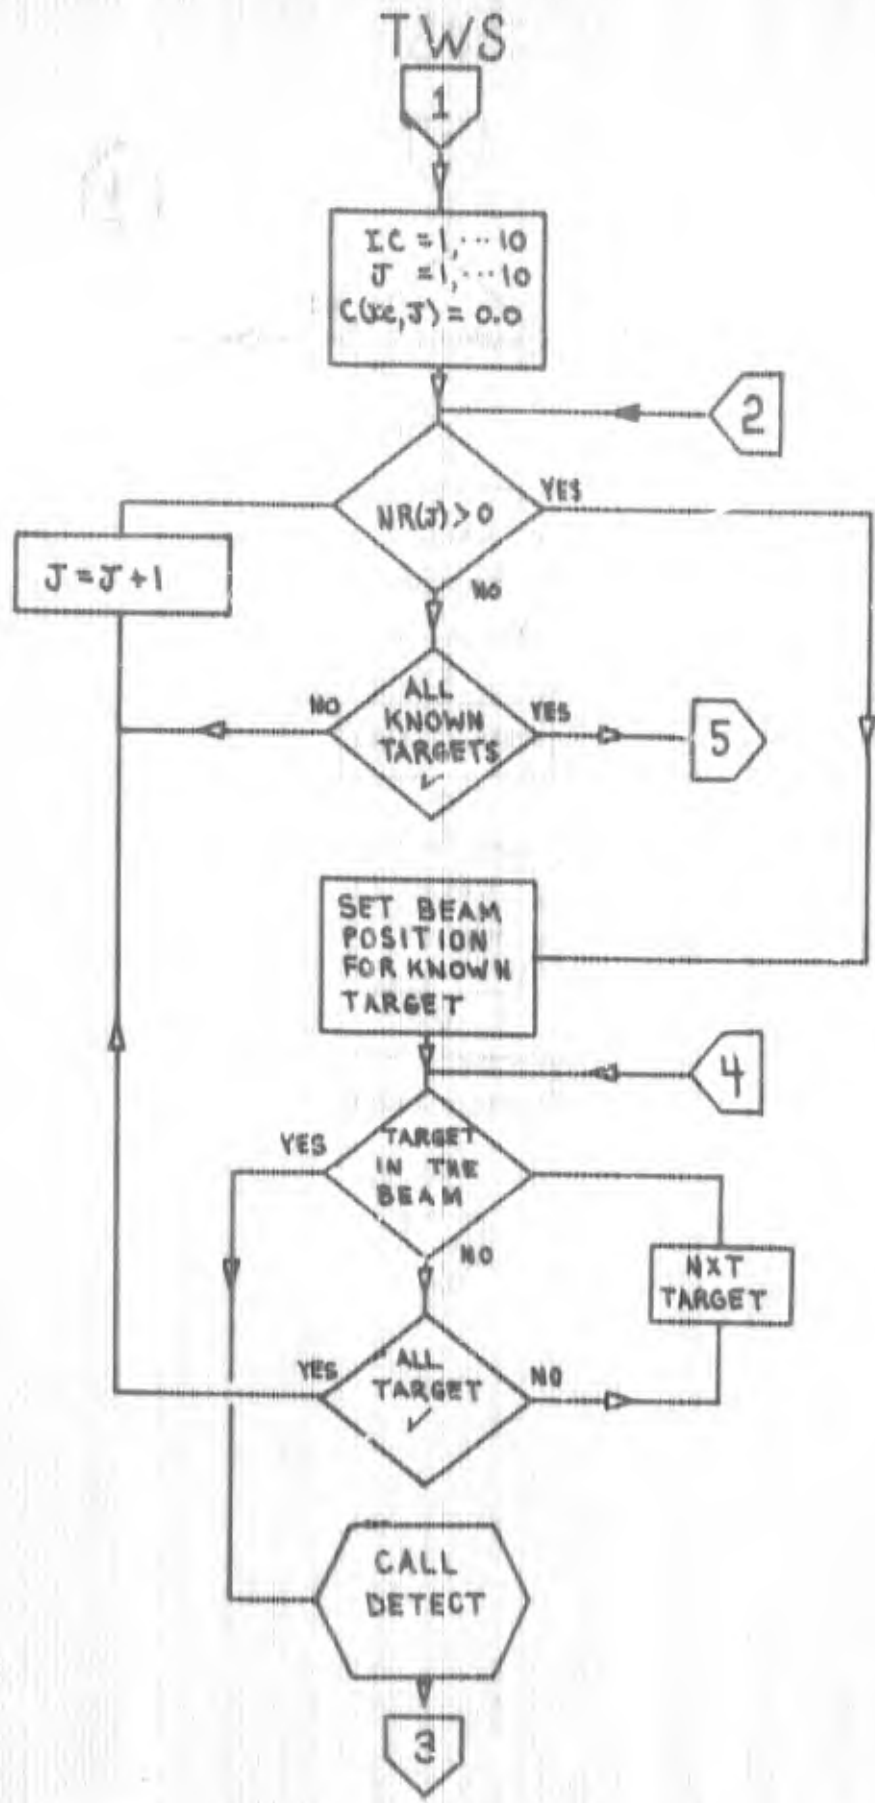 TWS
1
IC = 1, ... 10
J = 1, ... 10
C(IC, J) = 0.0
2
NR(J) > 0
YES
NO
J = J + 1
ALL
KNOWN
TARGETS
✓
NO
YES
5
SET BEAM
POSITION
FOR KNOWN
TARGET
4
TARGET
IN THE
BEAM
YES
NO
NXT
TARGET
ALL
TARGET
✓
YES
NO
CALL
DETECT
3